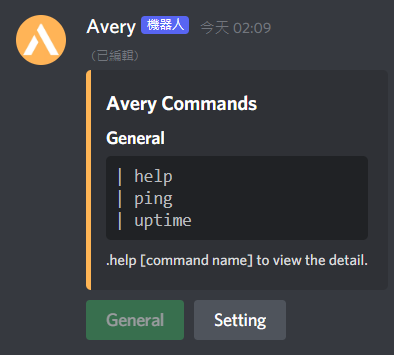 Avery 機器人 今天 02:09
(已編輯)
Avery Commands
General
| help
| ping
| uptime
.help [command name] to view the detail.
General Setting